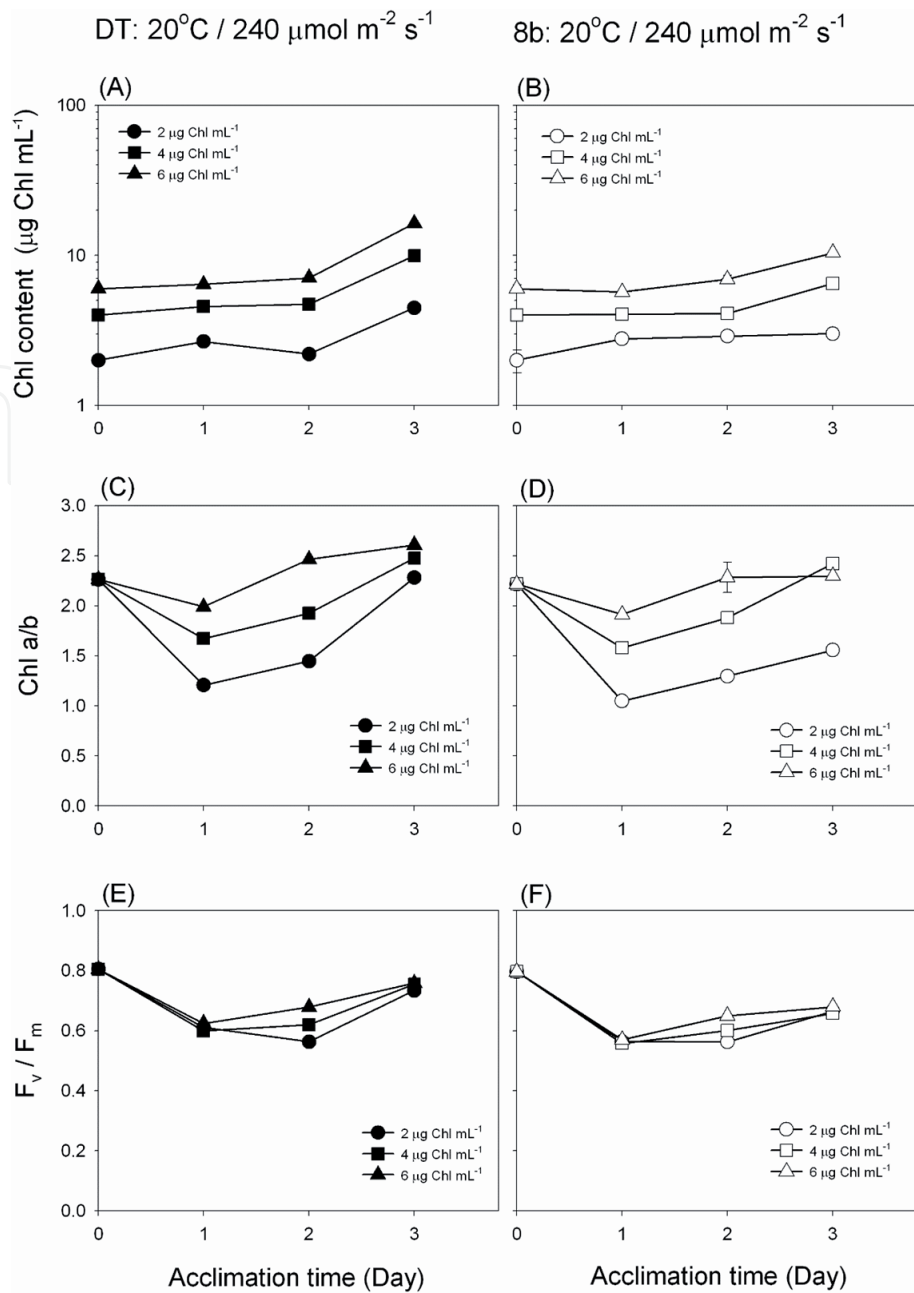 DT: 20°C / 240 μmol m⁻² s⁻¹
8b: 20°C / 240 μmol m⁻² s⁻¹
(A)
(B)
Chl content (μg Chl mL⁻¹)
100
10
1
2 μg Chl mL⁻¹
4 μg Chl mL⁻¹
6 μg Chl mL⁻¹
2 μg Chl mL⁻¹
4 μg Chl mL⁻¹
6 μg Chl mL⁻¹
0 1 2 3
0 1 2 3
(C)
(D)
Chl a/b
3.0
2.5
2.0
1.5
1.0
0.5
0.0
2 μg Chl mL⁻¹
4 μg Chl mL⁻¹
6 μg Chl mL⁻¹
2 μg Chl mL⁻¹
4 μg Chl mL⁻¹
6 μg Chl mL⁻¹
0 1 2 3
0 1 2 3
(E)
(F)
Fᵥ / Fₘ
1.0
0.8
0.6
0.4
0.2
0.0
2 μg Chl mL⁻¹
4 μg Chl mL⁻¹
6 μg Chl mL⁻¹
2 μg Chl mL⁻¹
4 μg Chl mL⁻¹
6 μg Chl mL⁻¹
0 1 2 3
0 1 2 3
Acclimation time (Day)
Acclimation time (Day)